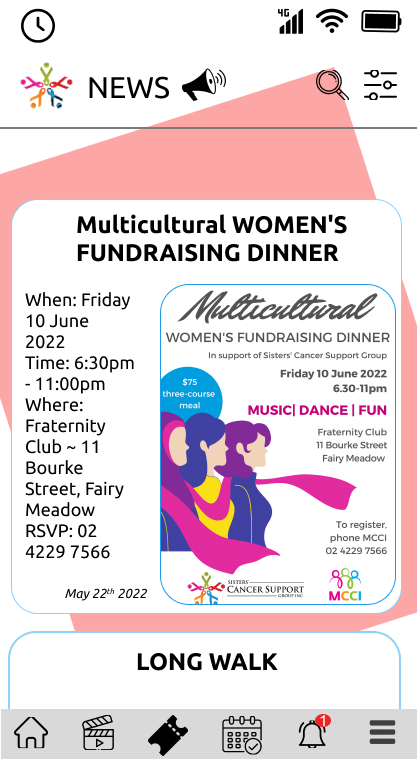 4G
NEWS
Multicultural WOMEN'S
FUNDRAISING DINNER
When: Friday
10 June
2022
Time: 6:30pm
- 11:00pm
Where:
Fraternity
Club ~ 11
Bourke
Street, Fairy
Meadow
RSVP: 02
4229 7566
May 22th 2022
Multicultural
WOMEN'S FUNDRAISING DINNER
In support of Sisters' Cancer Support Group
Friday 10 June 2022
6.30-11pm
$75
three-course
meal
MUSIC| DANCE | FUN
Fraternity Club
11 Bourke Street
Fairy Meadow
To register,
phone MCCI
02 4229 7566
SISTERS'
CANCER SUPPORT
GROUP INC
MCCI
LONG WALK
1